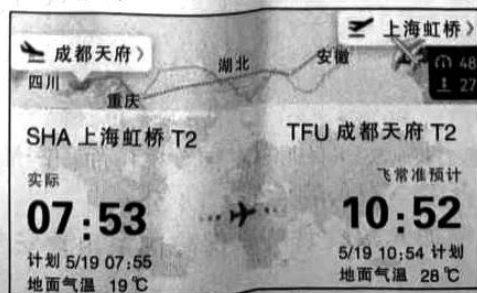 上海虹桥 >
成都天府 >
安徽
湖北
四川
重庆
48
27
SHA 上海虹桥 T2
TFU 成都天府 T2
实际
飞常准预计
07:53
10:52
计划 5/19 07:55
5/19 10:54 计划
地面气温 19℃
地面气温 28℃